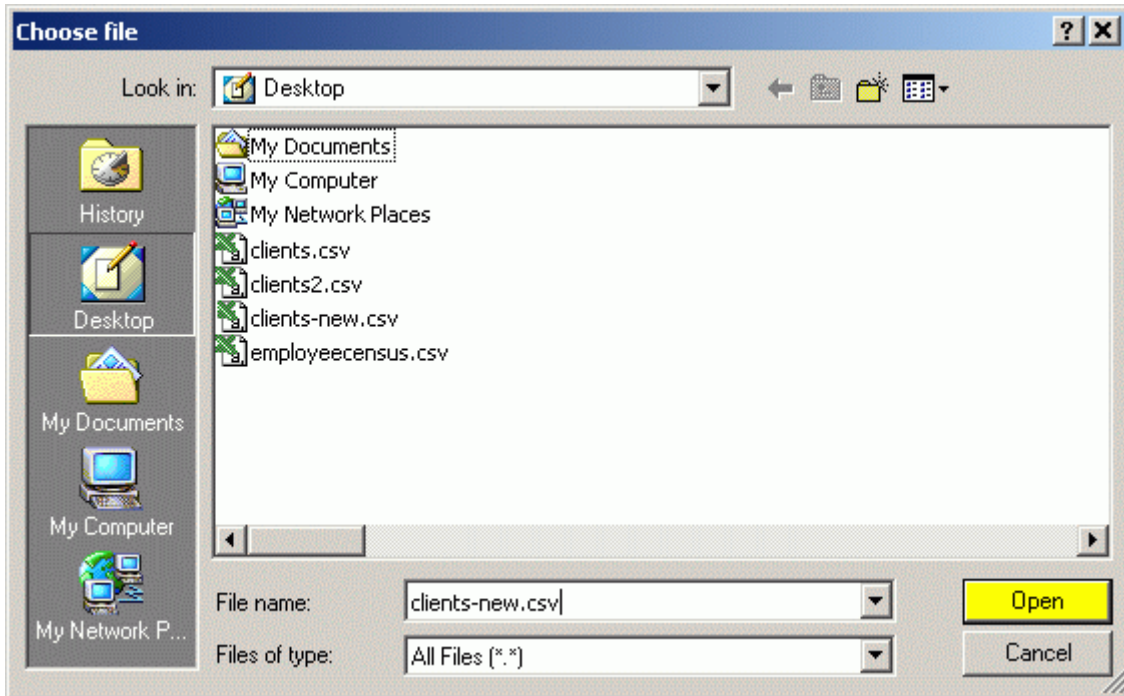 Choose file
Look in: Desktop
History
Desktop
My Documents
My Computer
My Network P...
My Documents
My Computer
My Network Places
clients.csv
clients2.csv
clients-new.csv
employeecensus.csv
File name: clients-new.csv Open
Files of type: All Files (*.*) Cancel